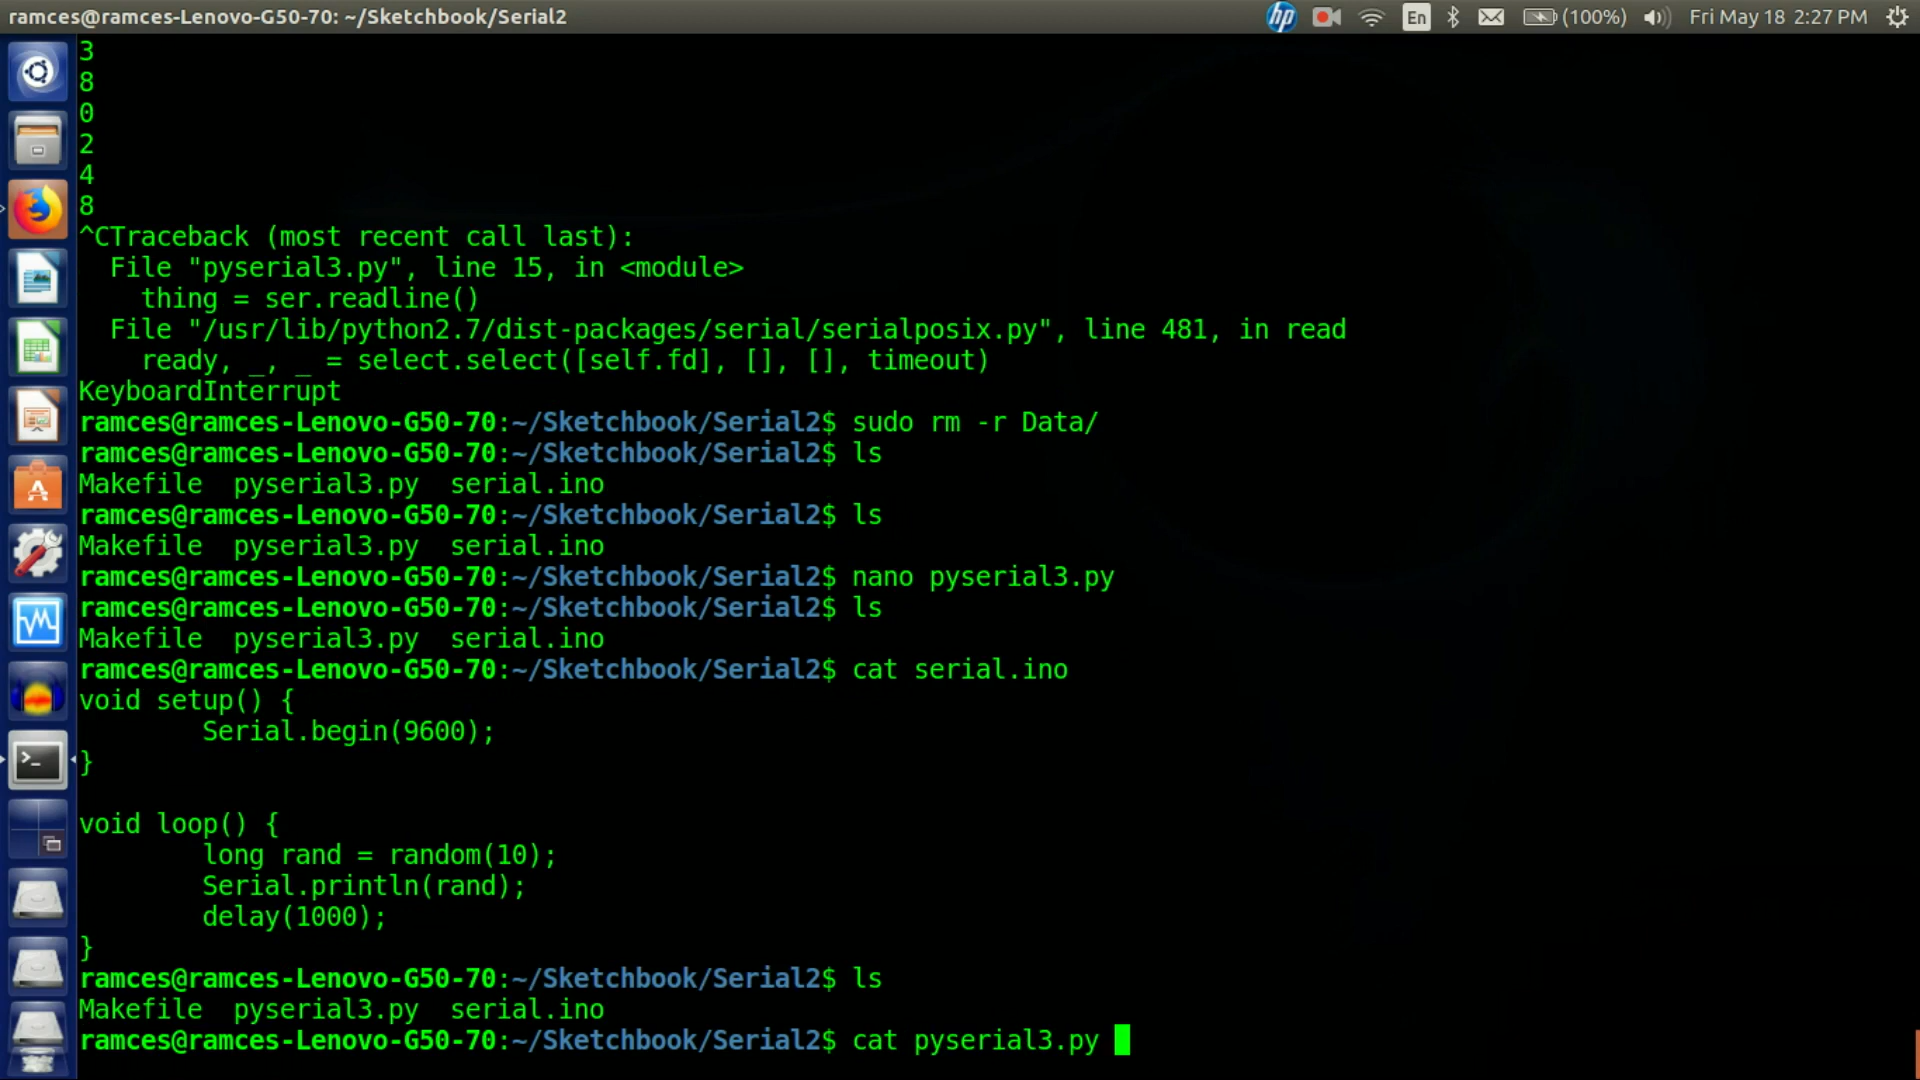 ramces@ramces-Lenovo-G50-70: ~/Sketchbook/Serial2
hp En (100%) Fri May 18 2:27 PM
3
8
0
2
4
8
^CTraceback (most recent call last):
  File "pyserial3.py", line 15, in <module>
    thing = ser.readline()
  File "/usr/lib/python2.7/dist-packages/serial/serialposix.py", line 481, in read
    ready, _, _ = select.select([self.fd], [], [], timeout)
KeyboardInterrupt
ramces@ramces-Lenovo-G50-70:~/Sketchbook/Serial2$ sudo rm -r Data/
ramces@ramces-Lenovo-G50-70:~/Sketchbook/Serial2$ ls
Makefile  pyserial3.py  serial.ino
ramces@ramces-Lenovo-G50-70:~/Sketchbook/Serial2$ ls
Makefile  pyserial3.py  serial.ino
ramces@ramces-Lenovo-G50-70:~/Sketchbook/Serial2$ nano pyserial3.py
ramces@ramces-Lenovo-G50-70:~/Sketchbook/Serial2$ ls
Makefile  pyserial3.py  serial.ino
ramces@ramces-Lenovo-G50-70:~/Sketchbook/Serial2$ cat serial.ino
void setup() {
        Serial.begin(9600);
}

void loop() {
        long rand = random(10);
        Serial.println(rand);
        delay(1000);
}
ramces@ramces-Lenovo-G50-70:~/Sketchbook/Serial2$ ls
Makefile  pyserial3.py  serial.ino
ramces@ramces-Lenovo-G50-70:~/Sketchbook/Serial2$ cat pyserial3.py